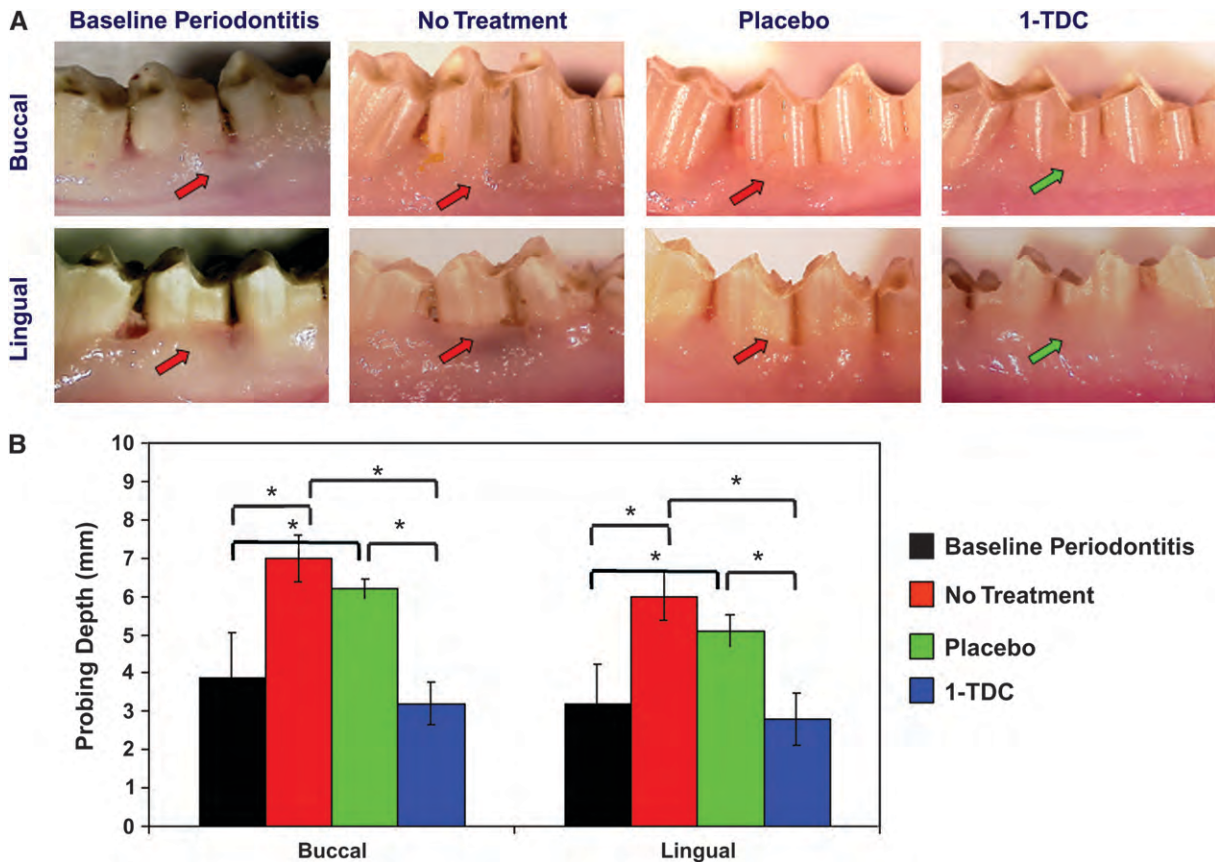 A
Baseline Periodontitis
No Treatment
Placebo
1-TDC
Buccal
Lingual
B
Probing Depth (mm)
10
9
8
7
6
5
4
3
2
1
0
* * * *
* * * *
Buccal
Lingual
Baseline Periodontitis
No Treatment
Placebo
1-TDC